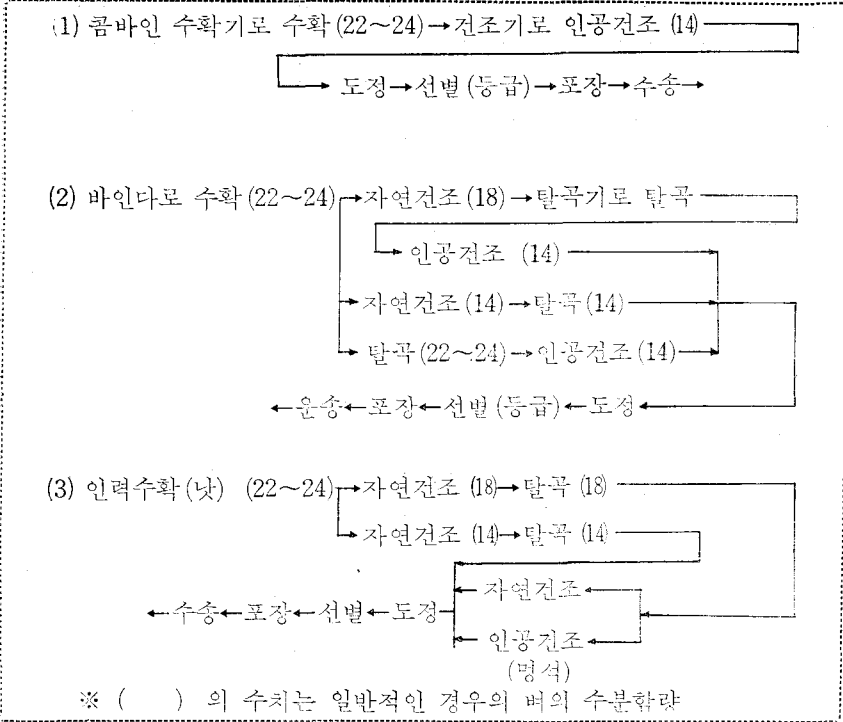 (1) 콤바인 수확기로 수확(22~24)→건조기로 인공건조 (14)
→ 도정→선별(등급)→포장→수송→
(2) 바인다로 수확(22~24)→자연건조(18)→탈곡기로 탈곡
→ 인공건조 (14)
→자연건조(14)→탈곡(14)
→ 탈곡(22~24)→인공건조(14)
←운송←포장←선별(등급)←도정←
(3) 인력수확(낫) (22~24)→자연건조 (18)→탈곡 (18)
→자연건조 (14)→탈곡 (14)
← 자연건조←
←수송←포장←선별←도정
← 인공건조←
(멍석)
※ ( ) 의 수치는 일반적인 경우의 벼의 수분함량